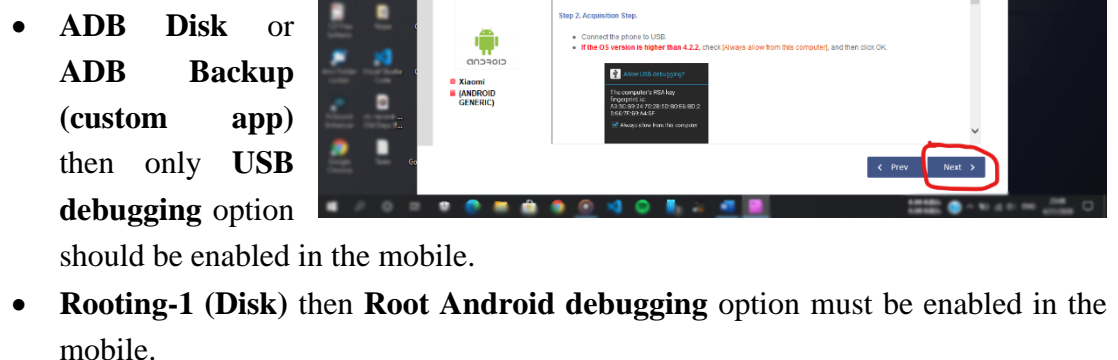 • ADB Disk or
ADB Backup
(custom app)
then only USB
debugging option
should be enabled in the mobile.
• Rooting-1 (Disk) then Root Android debugging option must be enabled in the
mobile.
Step 2. Acquisition Step.
• Connect the phone to USB.
• If the OS version is higher than 4.2.2, check [Always allow from this computer], and then click OK.
Allow USB debugging?
The computer's RSA key
fingerprint is:
Always allow from this computer
ANDROID
Xiaomi
(ANDROID
GENERIC)
< Prev
Next >